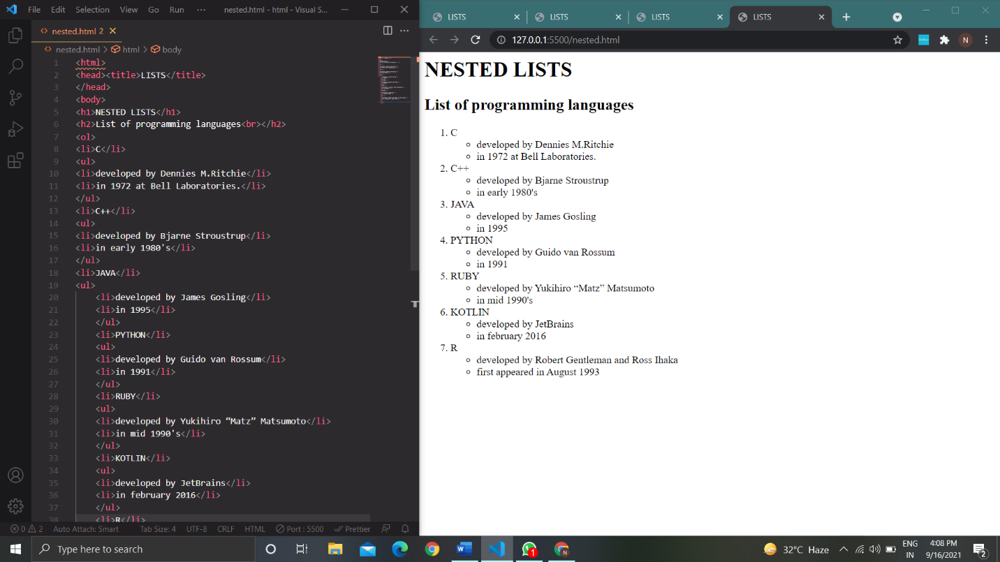 File Edit Selection View Go Run ··· nested.html - html - Visual S...
nested.html 2
nested.html > html > body
1 <html>
2 <head><title>LISTS</title>
3 </head>
4 <body>
5 <h1>NESTED LISTS</h1>
6 <h2>List of programming languages<br></h2>
7 <ol>
8 <li>C</li>
9 <ul>
10 <li>developed by Dennies M.Ritchie</li>
11 <li>in 1972 at Bell Laboratories.</li>
12 </ul>
13 <li>C++</li>
14 <ul>
15 <li>developed by Bjarne Stroustrup</li>
16 <li>in early 1980's</li>
17 </ul>
18 <li>JAVA</li>
19 <ul>
20 <li>developed by James Gosling</li>
21 <li>in 1995</li>
22 </ul>
23 <li>PYTHON</li>
24 <ul>
25 <li>developed by Guido van Rossum</li>
26 <li>in 1991</li>
27 </ul>
28 <li>RUBY</li>
29 <ul>
30 <li>developed by Yukihiro “Matz” Matsumoto</li>
31 <li>in mid 1990's</li>
32 </ul>
33 <li>KOTLIN</li>
34 <ul>
35 <li>developed by JetBrains</li>
36 <li>in february 2016</li>
37 </ul>
38 <li>R</li>
0 2 Auto Attach: Smart Tab Size: 4 UTF-8 CRLF HTML Port : 5500 Prettier
LISTS LISTS LISTS LISTS
127.0.0.1:5500/nested.html N
NESTED LISTS
List of programming languages
1. C
developed by Dennies M.Ritchie
in 1972 at Bell Laboratories.
2. C++
developed by Bjarne Stroustrup
in early 1980's
3. JAVA
developed by James Gosling
in 1995
4. PYTHON
developed by Guido van Rossum
in 1991
5. RUBY
developed by Yukihiro “Matz” Matsumoto
in mid 1990's
6. KOTLIN
developed by JetBrains
in february 2016
7. R
developed by Robert Gentleman and Ross Ihaka
first appeared in August 1993
Type here to search
W
1
N
32°C Haze
ENG
IN
4:08 PM
9/16/2021
2